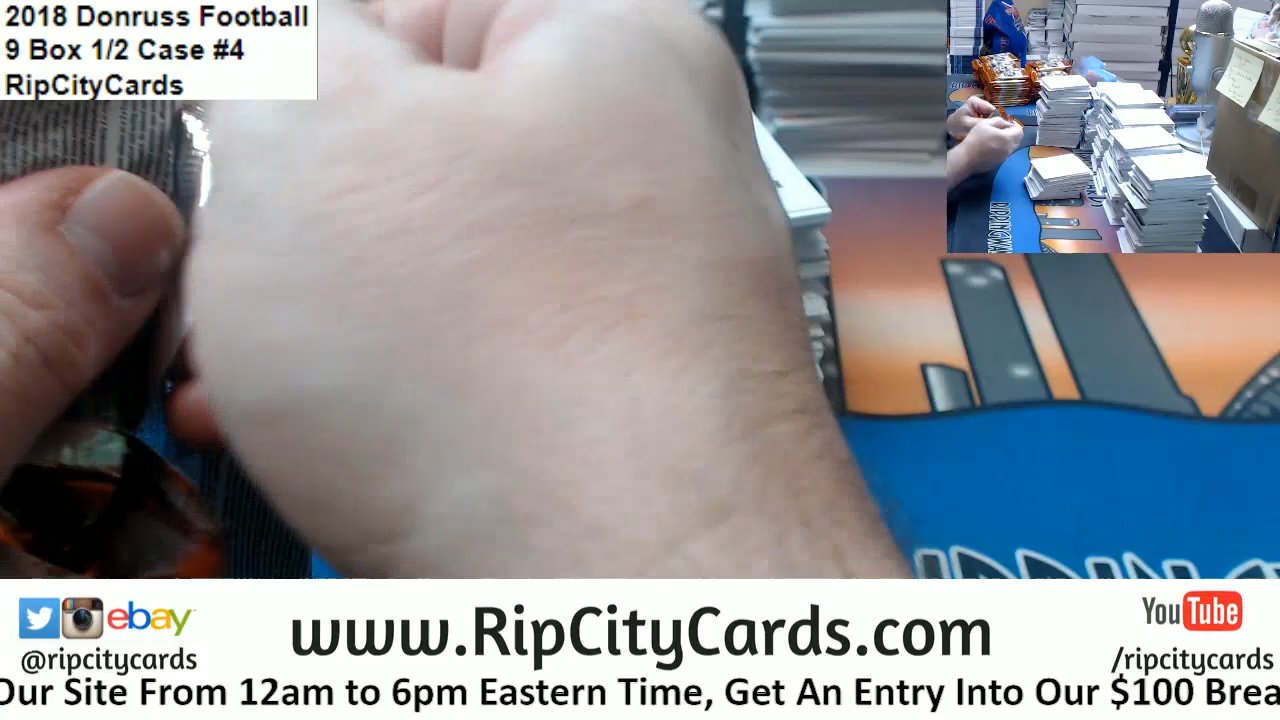 2018 Donruss Football
9 Box 1/2 Case #4
RipCityCards
ebay
@ripcitycards
www.RipCityCards.com
YouTube
/ripcitycards
Our Site From 12am to 6pm Eastern Time, Get An Entry Into Our $100 Brea